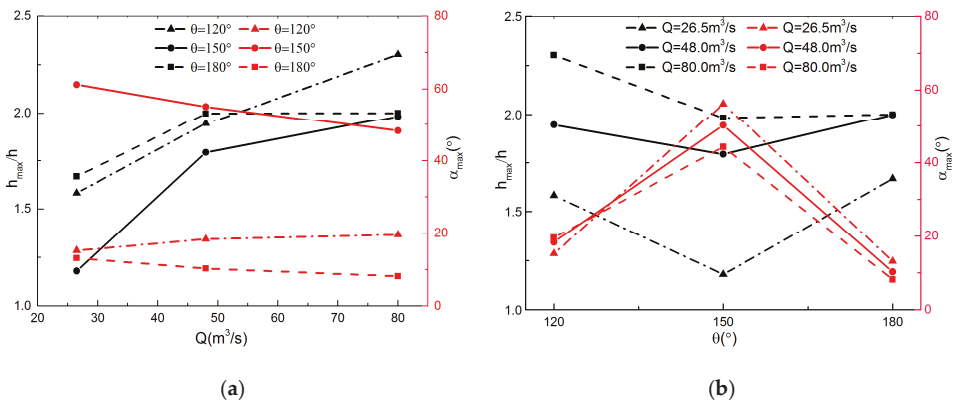 2.5
2.0
1.5
1.0
h_max/h
θ=120°
θ=150°
θ=180°
θ=120°
θ=150°
θ=180°
80
60
40
20
0
α_max(°)
20 30 40 50 60 70 80
Q(m³/s)
(a)
2.5
2.0
1.5
1.0
h_max/h
Q=26.5m³/s
Q=48.0m³/s
Q=80.0m³/s
Q=26.5m³/s
Q=48.0m³/s
Q=80.0m³/s
80
60
40
20
0
α_max(°)
120 150 180
θ(°)
(b)